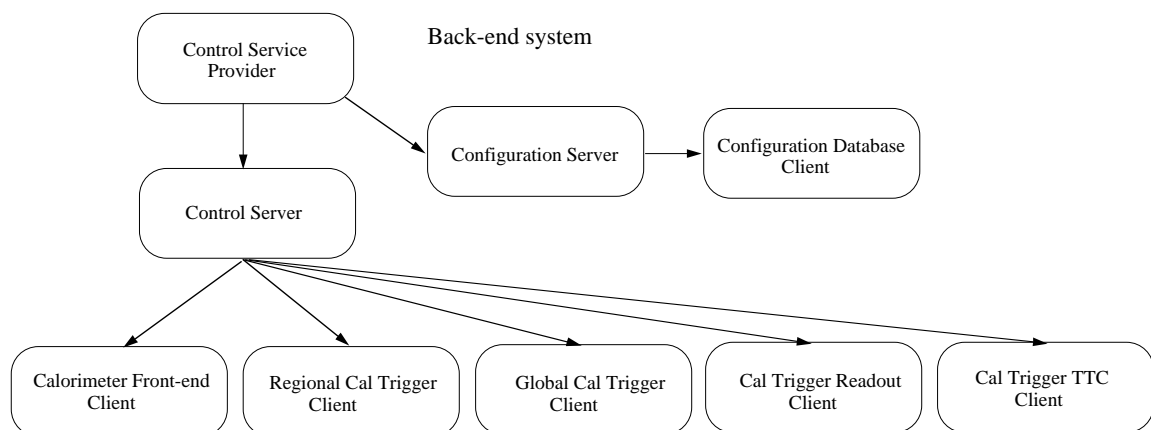 Back-end system
Control Service
Provider
Configuration Server
Configuration Database
Client
Control Server
Calorimeter Front-end
Client
Regional Cal Trigger
Client
Global Cal Trigger
Client
Cal Trigger Readout
Client
Cal Trigger TTC
Client